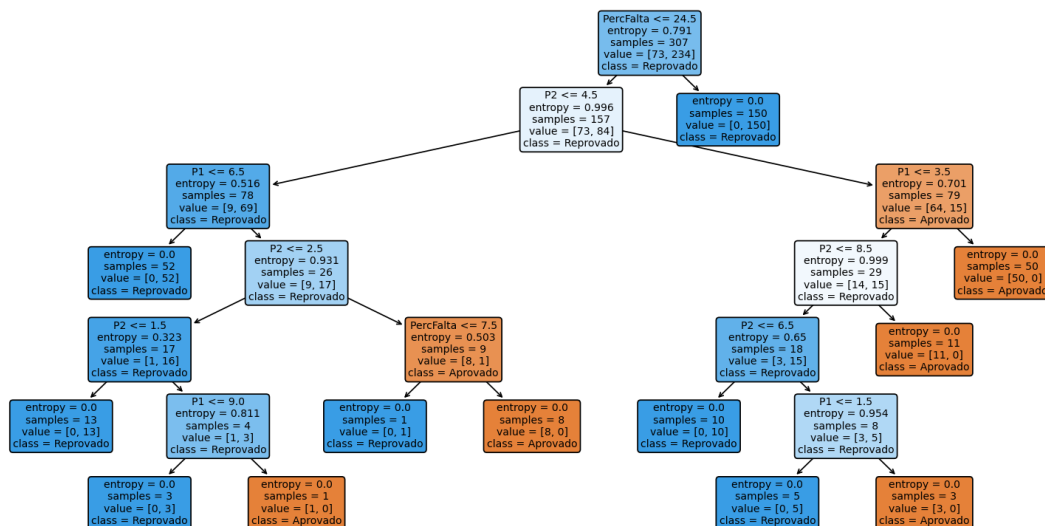 PercFalta <= 24.5
entropy = 0.791
samples = 307
value = [73, 234]
class = Reprovado
P2 <= 4.5
entropy = 0.996
samples = 157
value = [73, 84]
class = Reprovado
entropy = 0.0
samples = 150
value = [0, 150]
class = Reprovado
P1 <= 6.5
entropy = 0.516
samples = 78
value = [9, 69]
class = Reprovado
P1 <= 3.5
entropy = 0.701
samples = 79
value = [64, 15]
class = Aprovado
entropy = 0.0
samples = 52
value = [0, 52]
class = Reprovado
P2 <= 2.5
entropy = 0.931
samples = 26
value = [9, 17]
class = Reprovado
P2 <= 8.5
entropy = 0.999
samples = 29
value = [14, 15]
class = Reprovado
entropy = 0.0
samples = 50
value = [50, 0]
class = Aprovado
P2 <= 1.5
entropy = 0.323
samples = 17
value = [1, 16]
class = Reprovado
PercFalta <= 7.5
entropy = 0.503
samples = 9
value = [8, 1]
class = Aprovado
P2 <= 6.5
entropy = 0.65
samples = 18
value = [3, 15]
class = Reprovado
entropy = 0.0
samples = 11
value = [11, 0]
class = Aprovado
entropy = 0.0
samples = 13
value = [0, 13]
class = Reprovado
P1 <= 9.0
entropy = 0.811
samples = 4
value = [1, 3]
class = Reprovado
entropy = 0.0
samples = 1
value = [0, 1]
class = Reprovado
entropy = 0.0
samples = 8
value = [8, 0]
class = Aprovado
entropy = 0.0
samples = 10
value = [0, 10]
class = Reprovado
P1 <= 1.5
entropy = 0.954
samples = 8
value = [3, 5]
class = Reprovado
entropy = 0.0
samples = 3
value = [0, 3]
class = Reprovado
entropy = 0.0
samples = 1
value = [1, 0]
class = Aprovado
entropy = 0.0
samples = 5
value = [0, 5]
class = Reprovado
entropy = 0.0
samples = 3
value = [3, 0]
class = Aprovado